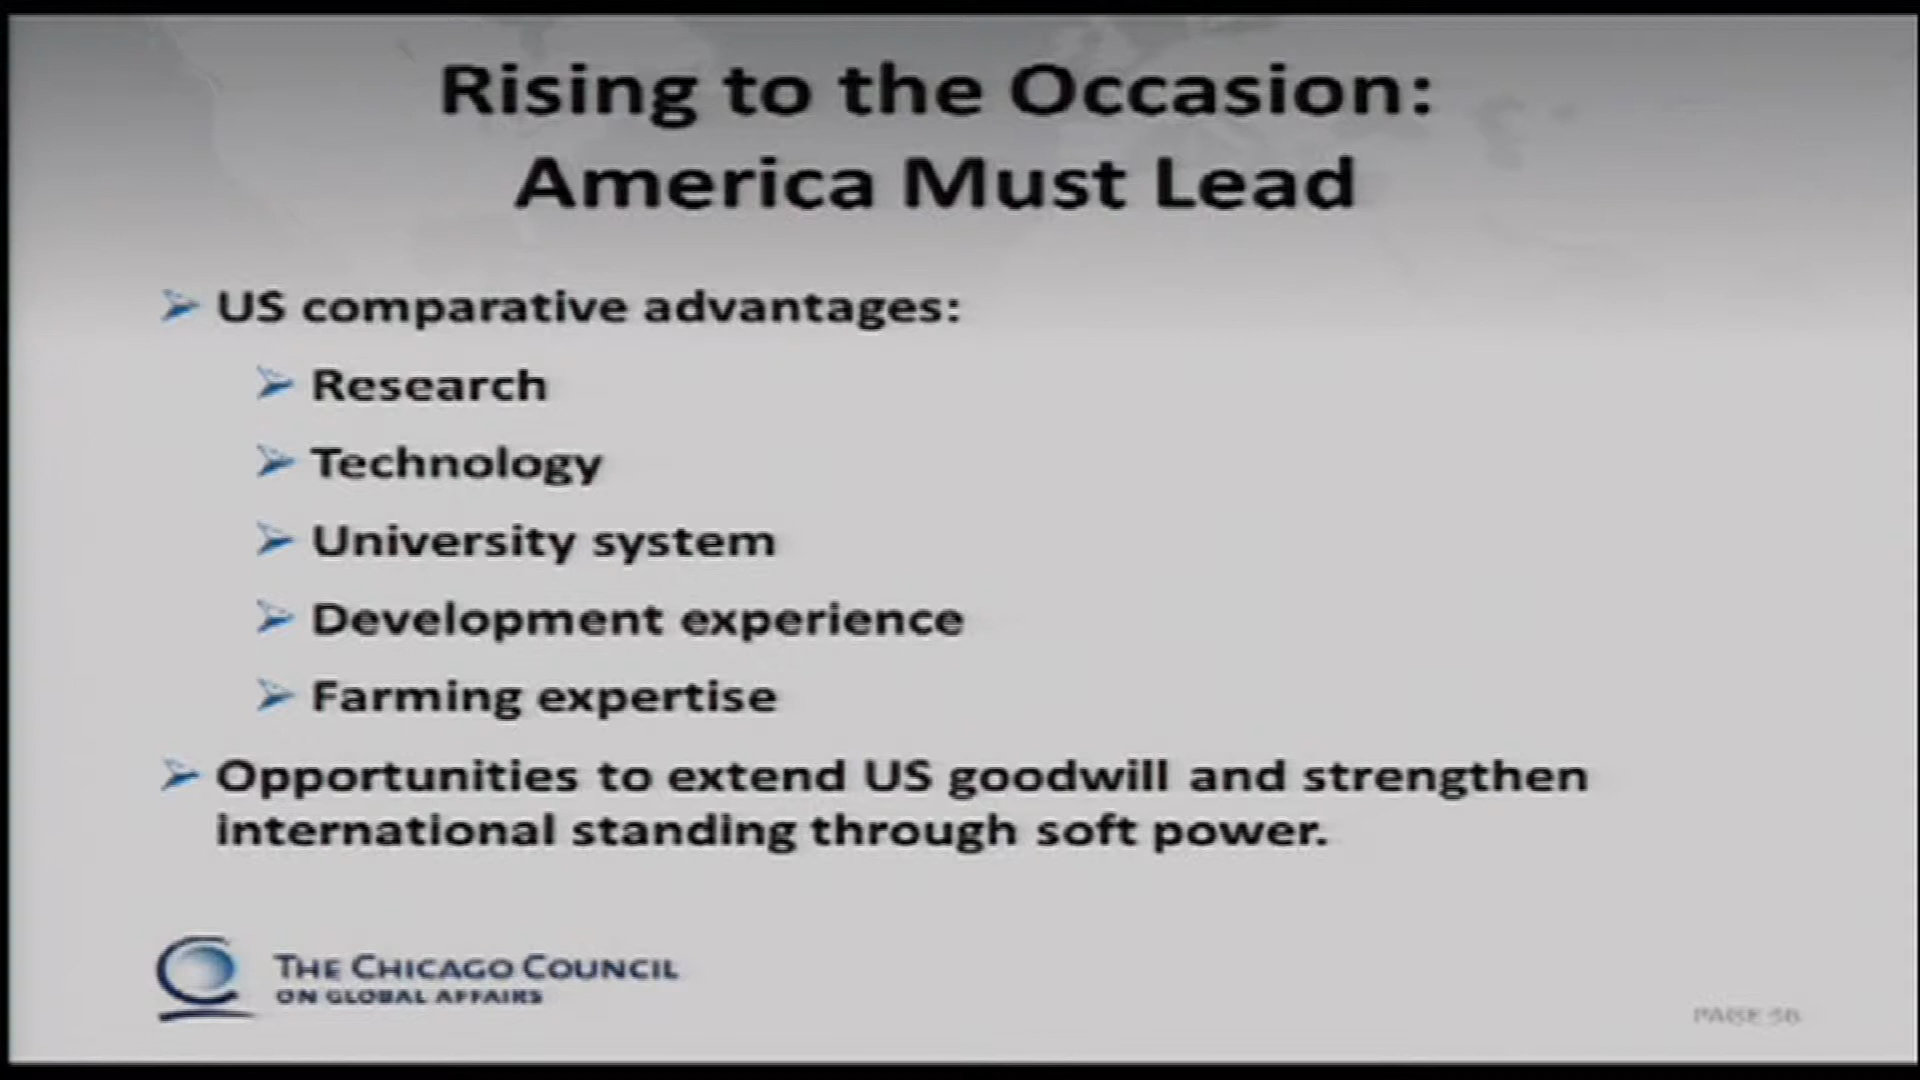 Rising to the Occasion:
America Must Lead
US comparative advantages:
Research
Technology
University system
Development experience
Farming expertise
Opportunities to extend US goodwill and strengthen
international standing through soft power.
THE CHICAGO COUNCIL
ON GLOBAL AFFAIRS
PAGE